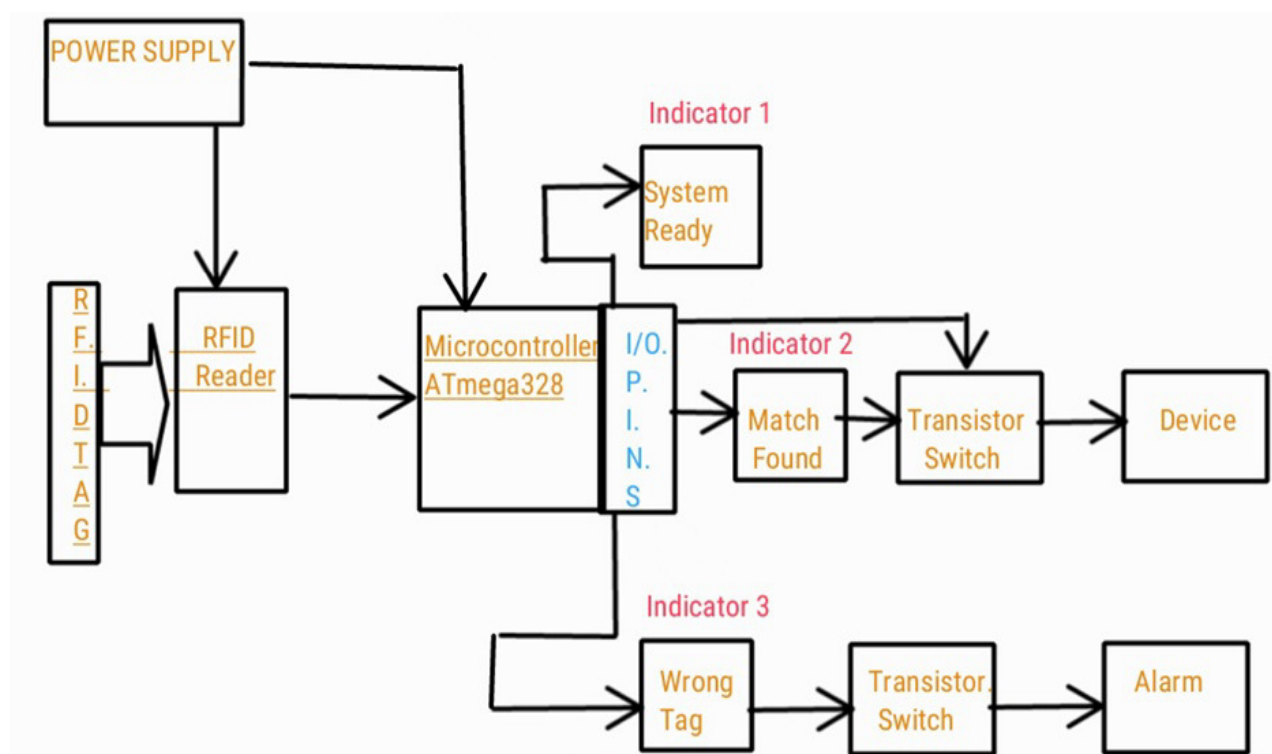 POWER SUPPLY
Indicator 1
System
Ready
R
F.
I.
D
T
A
G
RFID
Reader
Microcontroller
ATmega328
I/O.
P.
I.
N.
S
Indicator 2
Match
Found
Transistor
Switch
Device
Indicator 3
Wrong
Tag
Transistor.
Switch
Alarm